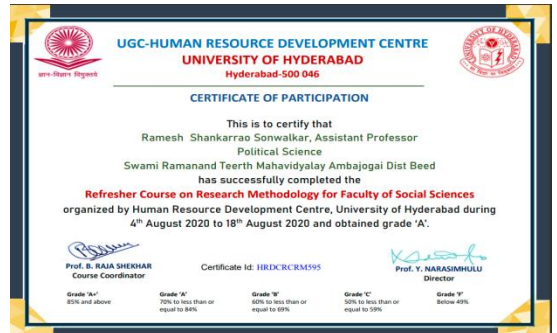 UGC-HUMAN RESOURCE DEVELOPMENT CENTRE
UNIVERSITY OF HYDERABAD
Hyderabad-500 046
ज्ञान-विज्ञान विमुक्तये
CERTIFICATE OF PARTICIPATION
This is to certify that
Ramesh Shankarrao Sonwalkar, Assistant Professor
Political Science
Swami Ramanand Teerth Mahavidyalay Ambajogai Dist Beed
has successfully completed the
Refresher Course on Research Methodology for Faculty of Social Sciences
organized by Human Resource Development Centre, University of Hyderabad during
4th August 2020 to 18th August 2020 and obtained grade 'A'.
Prof. B. RAJA SHEKHAR
Course Coordinator
Certificate Id: HRDCRCRM595
Prof. Y. NARASIMHULU
Director
Grade 'A+'
85% and above
Grade 'A'
70% to less than or
equal to 84%
Grade 'B'
60% to less than or
equal to 69%
Grade 'C'
50% to less than or
equal to 59%
Grade 'F'
Below 49%